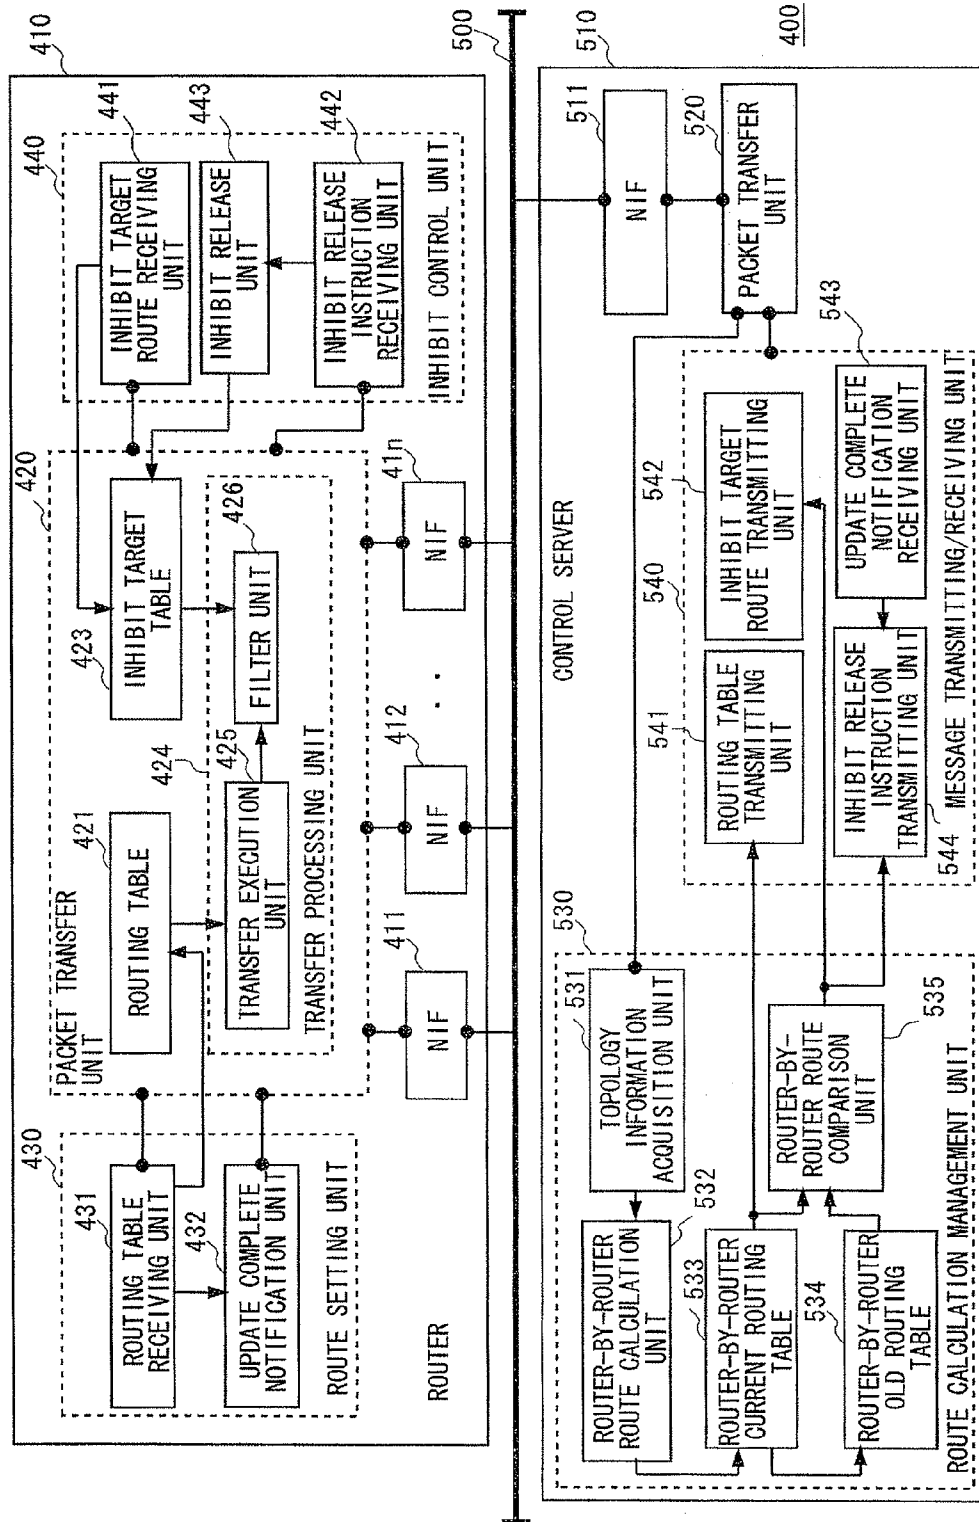 410
ROUTER
430
431
ROUTING TABLE
RECEIVING UNIT
432
UPDATE COMPLETE
NOTIFICATION UNIT
ROUTE SETTING UNIT
420
PACKET TRANSFER
UNIT
421
ROUTING TABLE
423
INHIBIT TARGET
TABLE
424
425
TRANSFER EXECUTION
UNIT
426
FILTER UNIT
TRANSFER PROCESSING UNIT
440
441
INHIBIT TARGET
ROUTE RECEIVING
UNIT
443
INHIBIT RELEASE
UNIT
442
INHIBIT RELEASE
INSTRUCTION
RECEIVING UNIT
INHIBIT CONTROL UNIT
411
NIF
412
NIF
. .
41n
NIF
500
510
CONTROL SERVER
511
NIF
520
PACKET TRANSFER
UNIT
530
531
TOPOLOGY
INFORMATION
ACQUISITION UNIT
532
ROUTER-BY-ROUTER
ROUTE CALCULATION
UNIT
533
ROUTER-BY-ROUTER
CURRENT ROUTING
TABLE
534
ROUTER-BY-ROUTER
OLD ROUTING
TABLE
535
ROUTER-BY-
ROUTER ROUTE
COMPARISON
UNIT
ROUTE CALCULATION MANAGEMENT UNIT
540
541
ROUTING TABLE
TRANSMITTING
UNIT
542
INHIBIT TARGET
ROUTE TRANSMITTING
UNIT
543
UPDATE COMPLETE
NOTIFICATION
RECEIVING UNIT
544
INHIBIT RELEASE
INSTRUCTION
TRANSMITTING UNIT
MESSAGE TRANSMITTING/RECEIVING UNIT
400